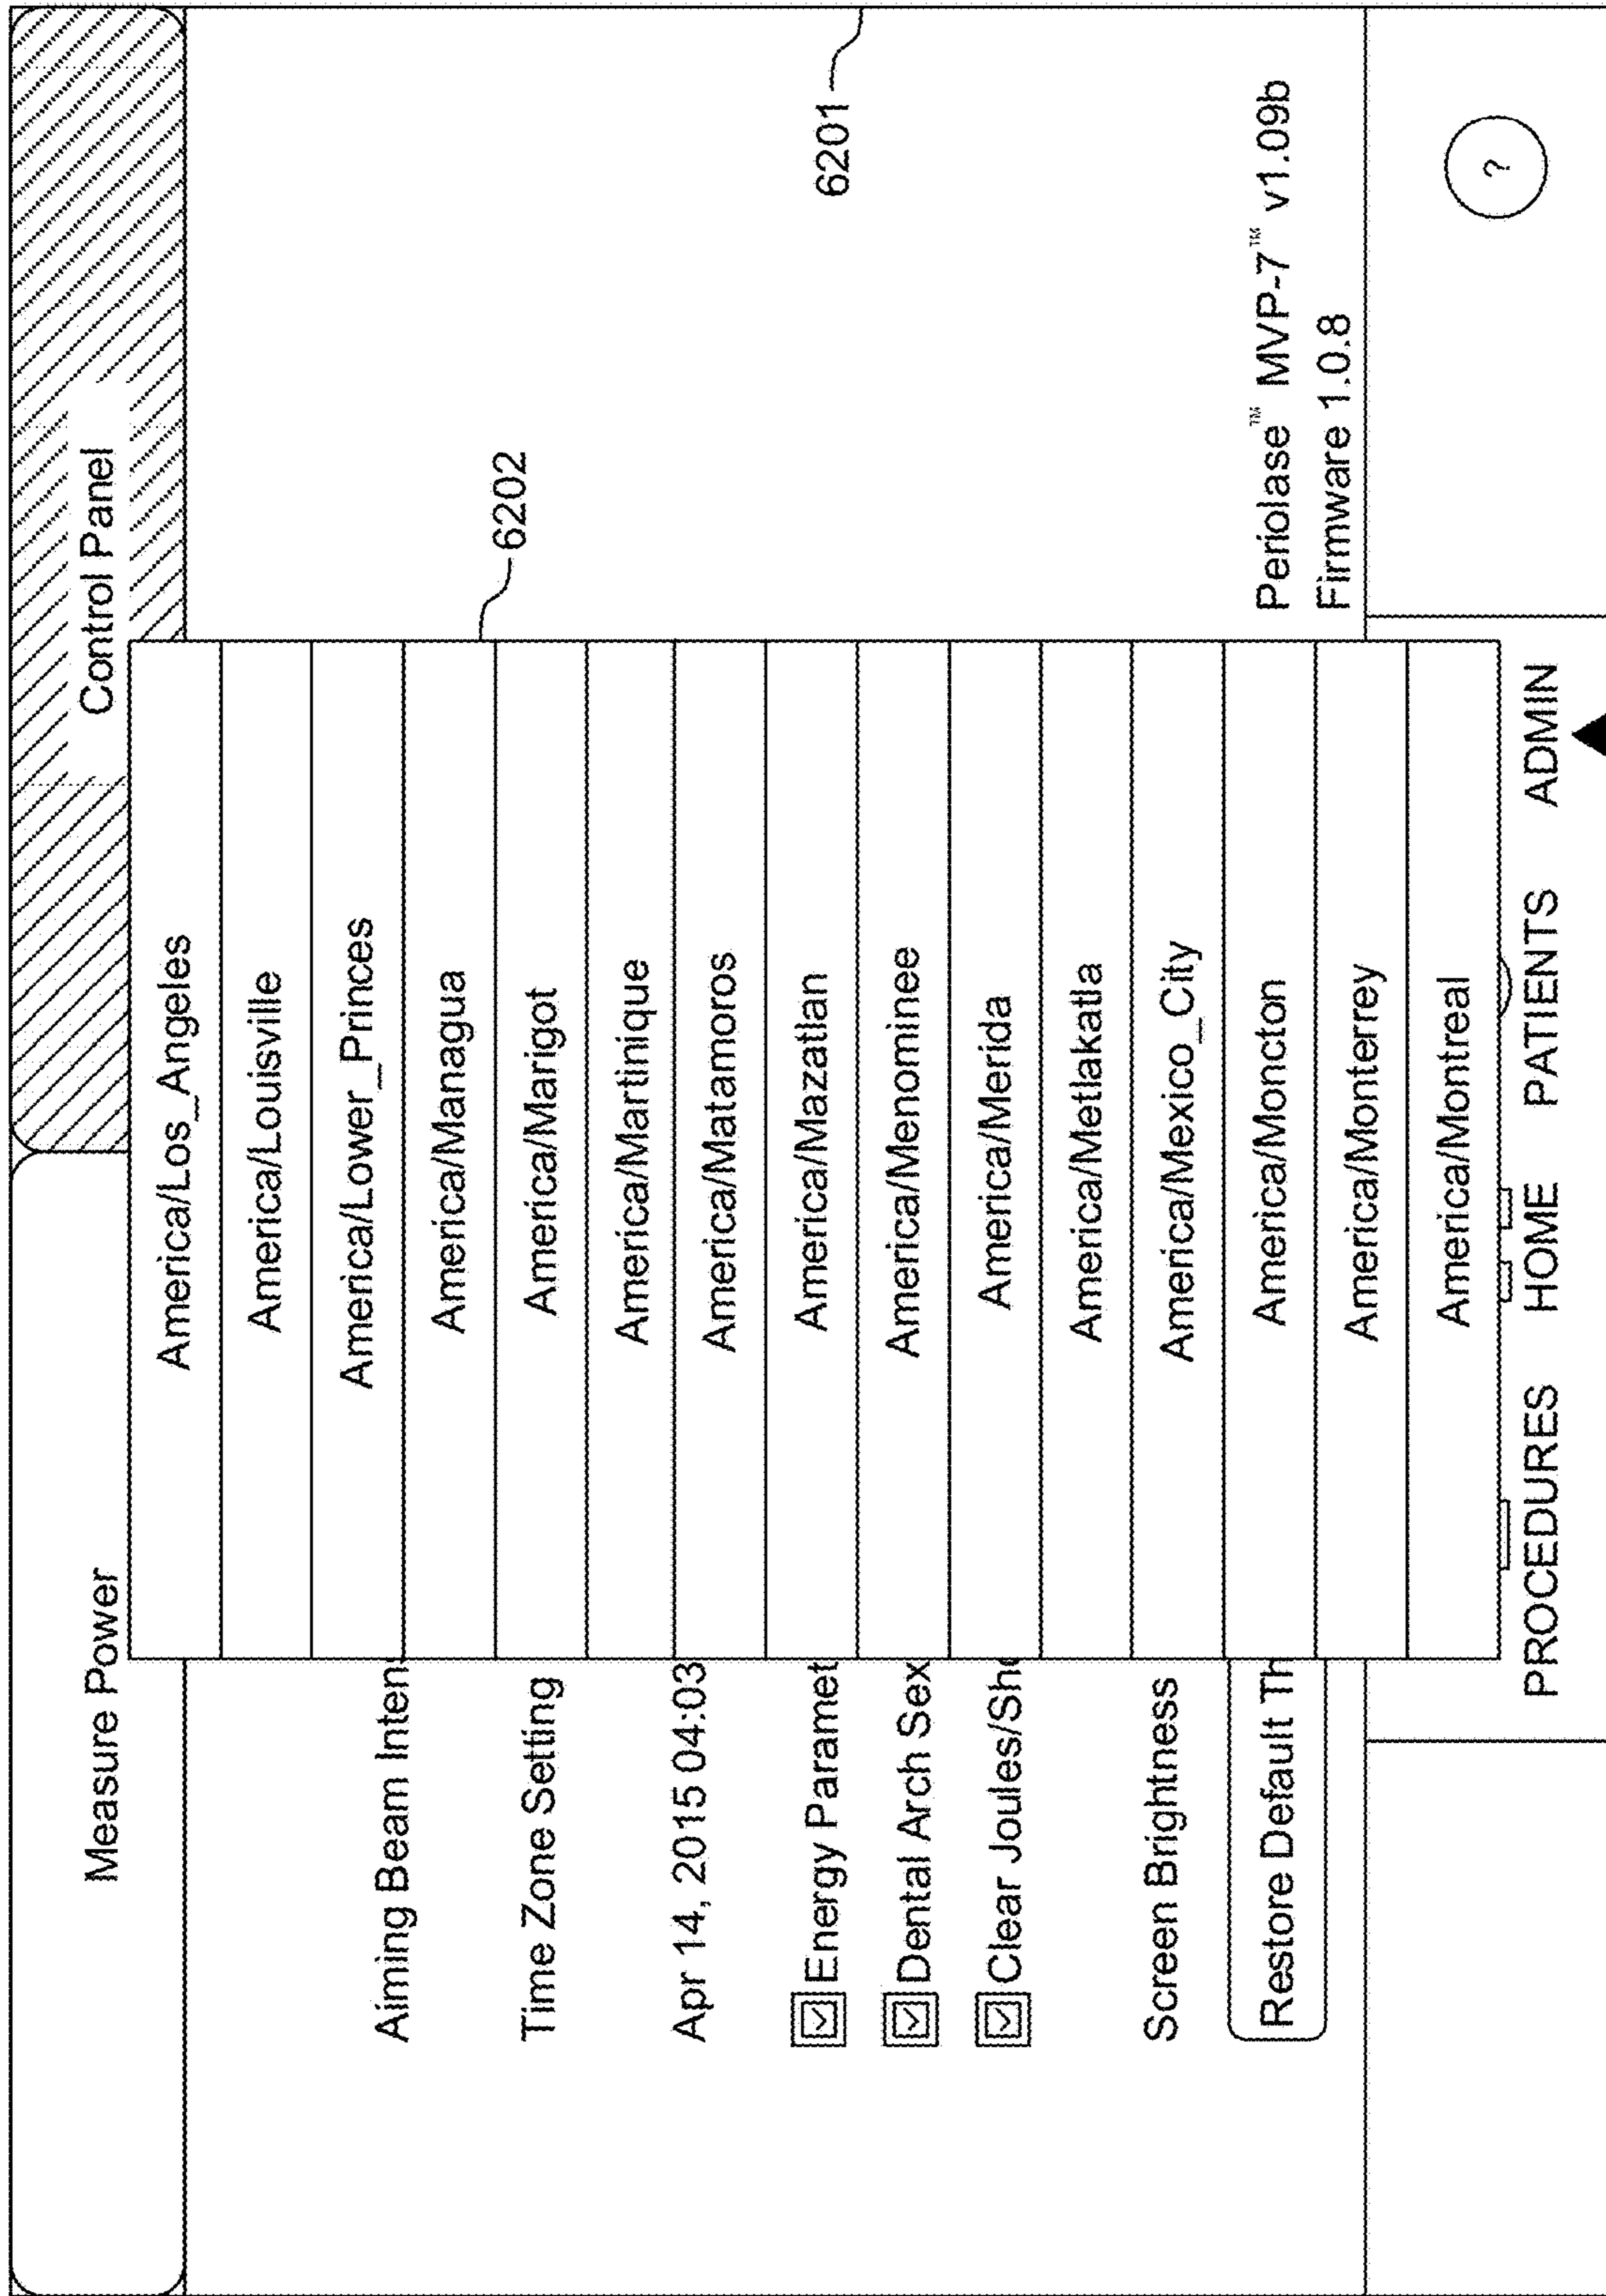 Measure Power
Control Panel
America/Los_Angeles
America/Louisville
America/Lower_Princes
America/Managua
America/Marigot
America/Martinique
America/Matamoros
America/Mazatlan
America/Menominee
America/Merida
America/Metlakatla
America/Mexico_City
America/Moncton
America/Monterrey
America/Montreal
6202
6201
Aiming Beam Inten
Time Zone Setting
Apr 14, 2015 04:03
Energy Paramet
Dental Arch Sex
Clear Joules/Sho
Screen Brightness
Restore Default Th
Periolase™ MVP-7™ v1.09b
Firmware 1.0.8
PROCEDURES HOME PATIENTS ADMIN
?